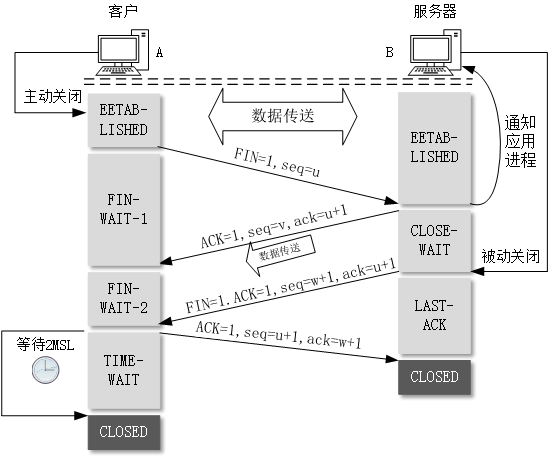 客户
服务器
A
B
主动关闭
EETAB-
LISHED
数据传送
EETAB-
LISHED
通知
应用
进程
FIN=1,seq=u
FIN-
WAIT-1
ACK=1,seq=v,ack=u+1
CLOSE-
WAIT
数据传送
被动关闭
FIN-
WAIT-2
FIN=1.ACK=1,seq=w+1,ack=u+1
LAST-
ACK
ACK=1,seq=u+1,ack=w+1
等待2MSL
TIME-
WAIT
CLOSED
CLOSED